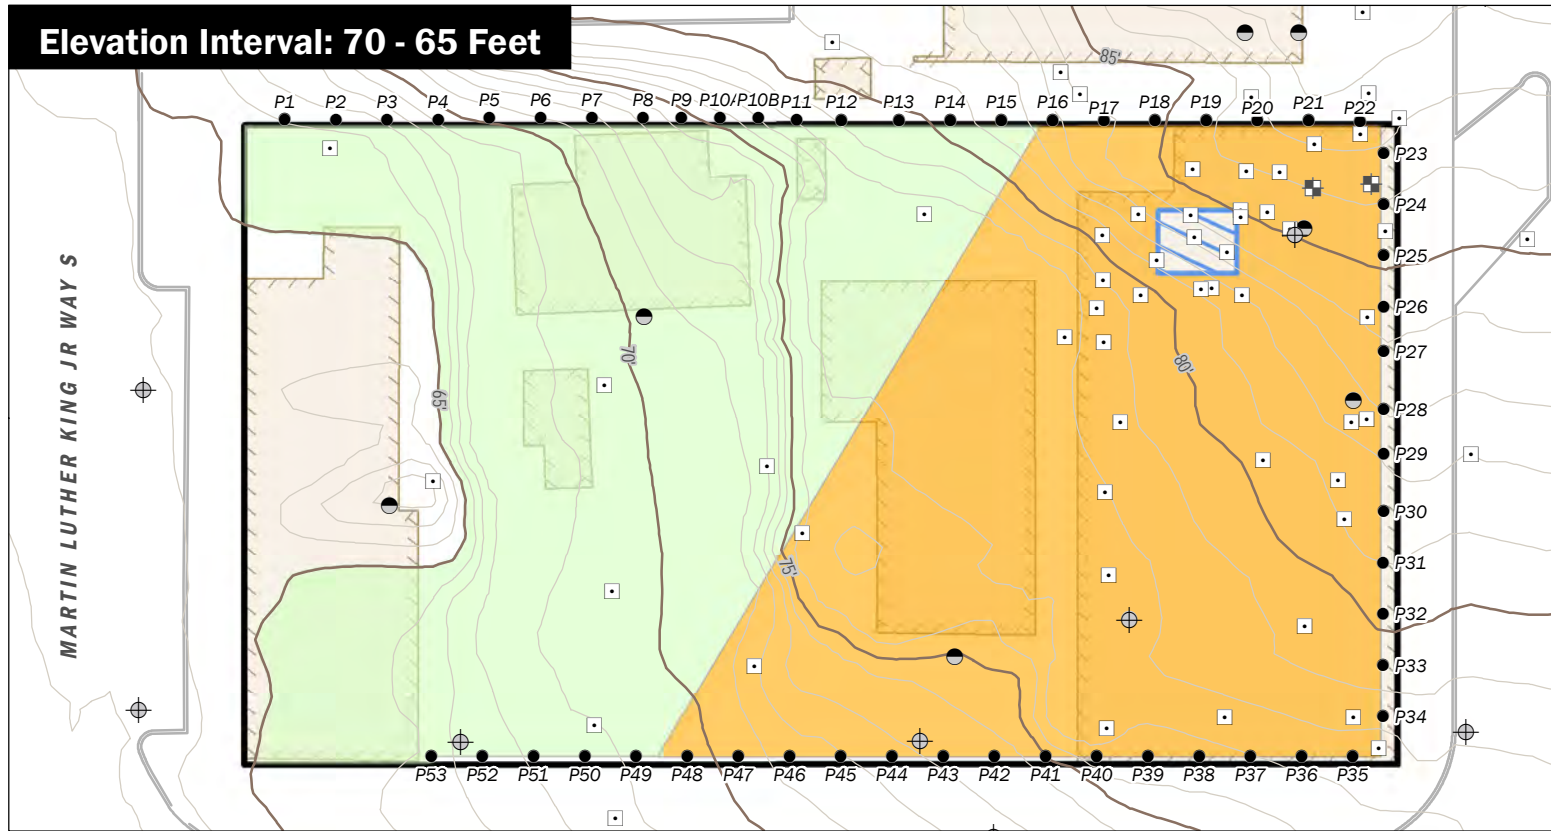 Elevation Interval: 70 - 65 Feet
85'
P1 P2 P3 P4 P5 P6 P7 P8 P9 P10A P10B P11 P12 P13 P14 P15 P16 P17 P18 P19 P20 P21 P22
P23
P24
P25
P26
P27
P28
P29
P30
P31
P32
P33
P34
70'
80'
65'
75'
MARTIN LUTHER KING JR WAY S
P53 P52 P51 P50 P49 P48 P47 P46 P45 P44 P43 P42 P41 P40 P39 P38 P37 P36 P35